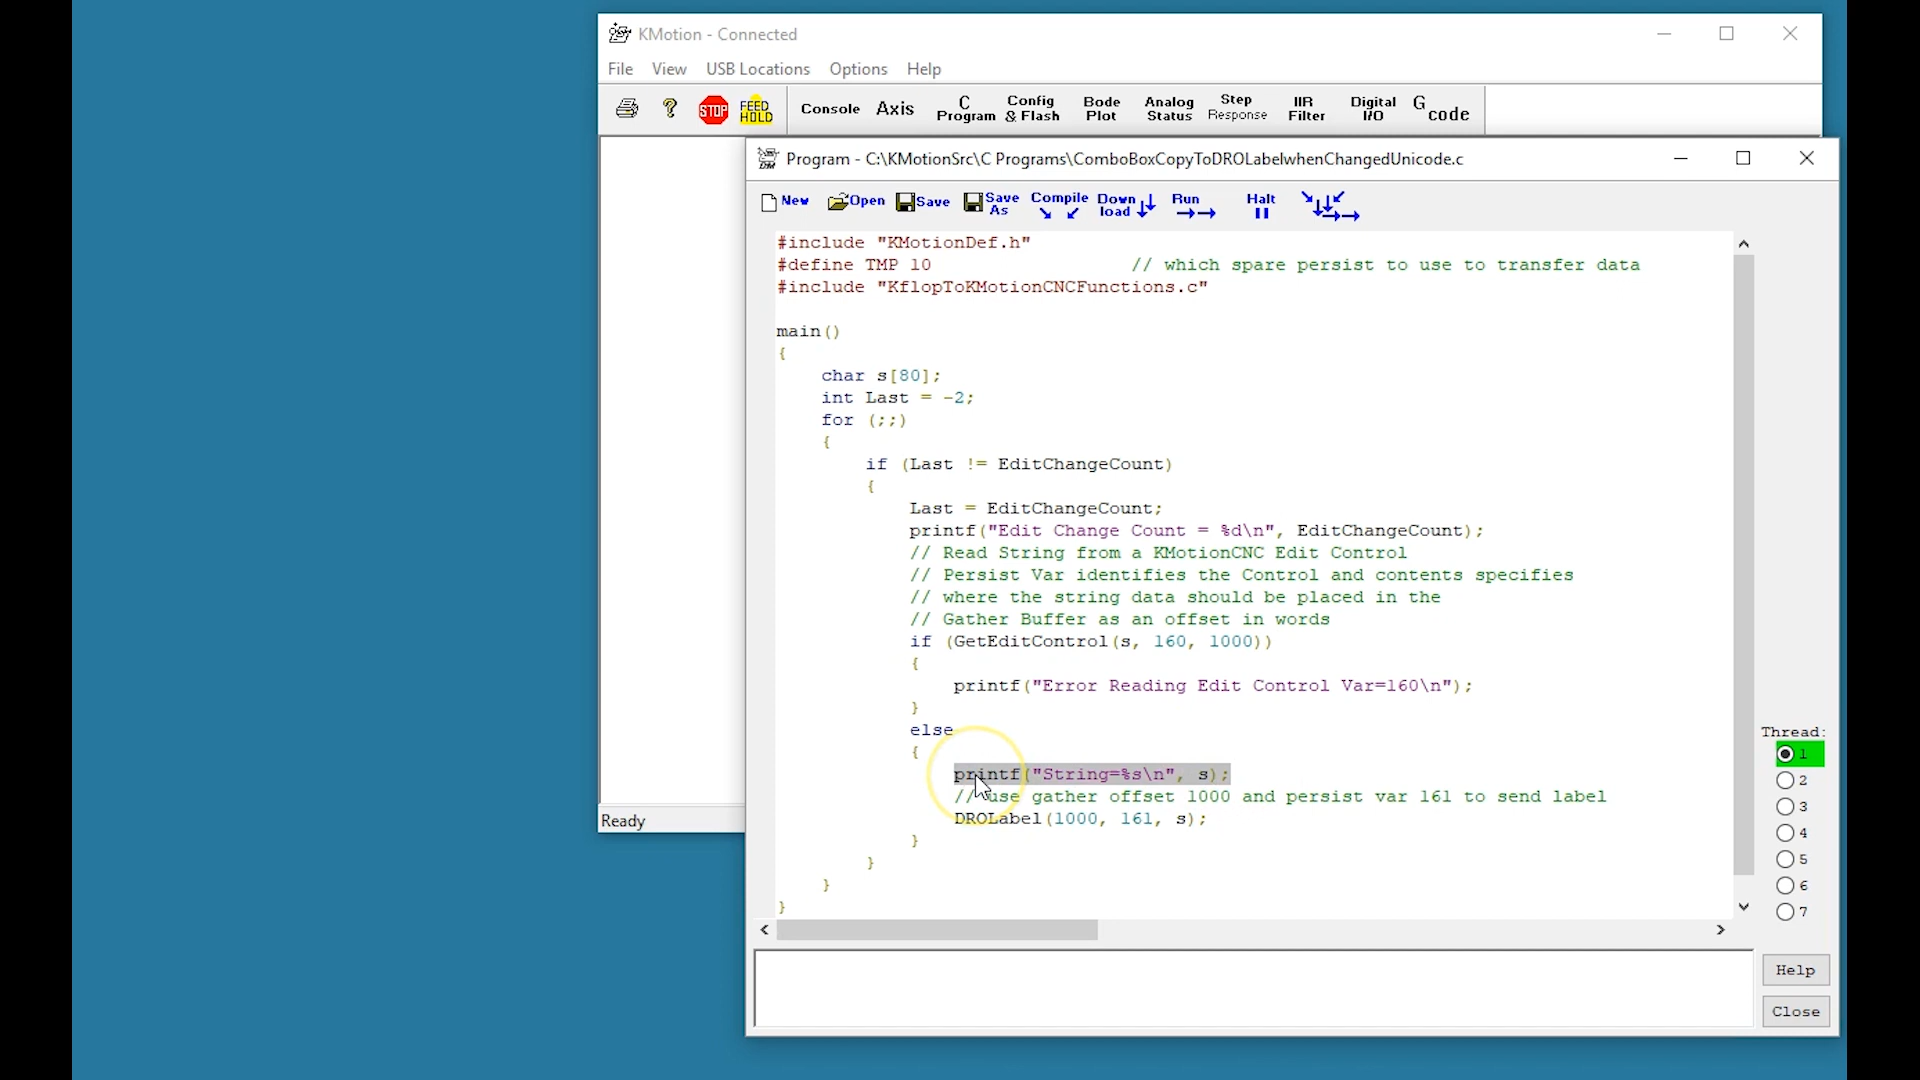 KMotion - Connected
File View USB Locations Options Help
STOP FEED HOLD Console Axis C Program Config & Flash Bode Plot Analog Status Step Response IIR Filter Digital I/O G code
Program - C:\KMotionSrc\C Programs\ComboBoxCopyToDROLabelwhenChangedUnicode.c
New Open Save Save As Compile Down load Run Halt
#include "KMotionDef.h"
#define TMP 10 // which spare persist to use to transfer data
#include "KflopToKMotionCNCFunctions.c"
main()
{
char s[80];
int Last = -2;
for (;;)
{
if (Last != EditChangeCount)
{
Last = EditChangeCount;
printf("Edit Change Count = %d\n", EditChangeCount);
// Read String from a KMotionCNC Edit Control
// Persist Var identifies the Control and contents specifies
// where the string data should be placed in the
// Gather Buffer as an offset in words
if (GetEditControl(s, 160, 1000))
{
printf("Error Reading Edit Control Var=160\n");
}
else
{
printf("String=%s\n", s);
// use gather offset 1000 and persist var 161 to send label
DROLabel(1000, 161, s);
}
}
}
}
Thread:
1
2
3
4
5
6
7
Ready
Help
Close